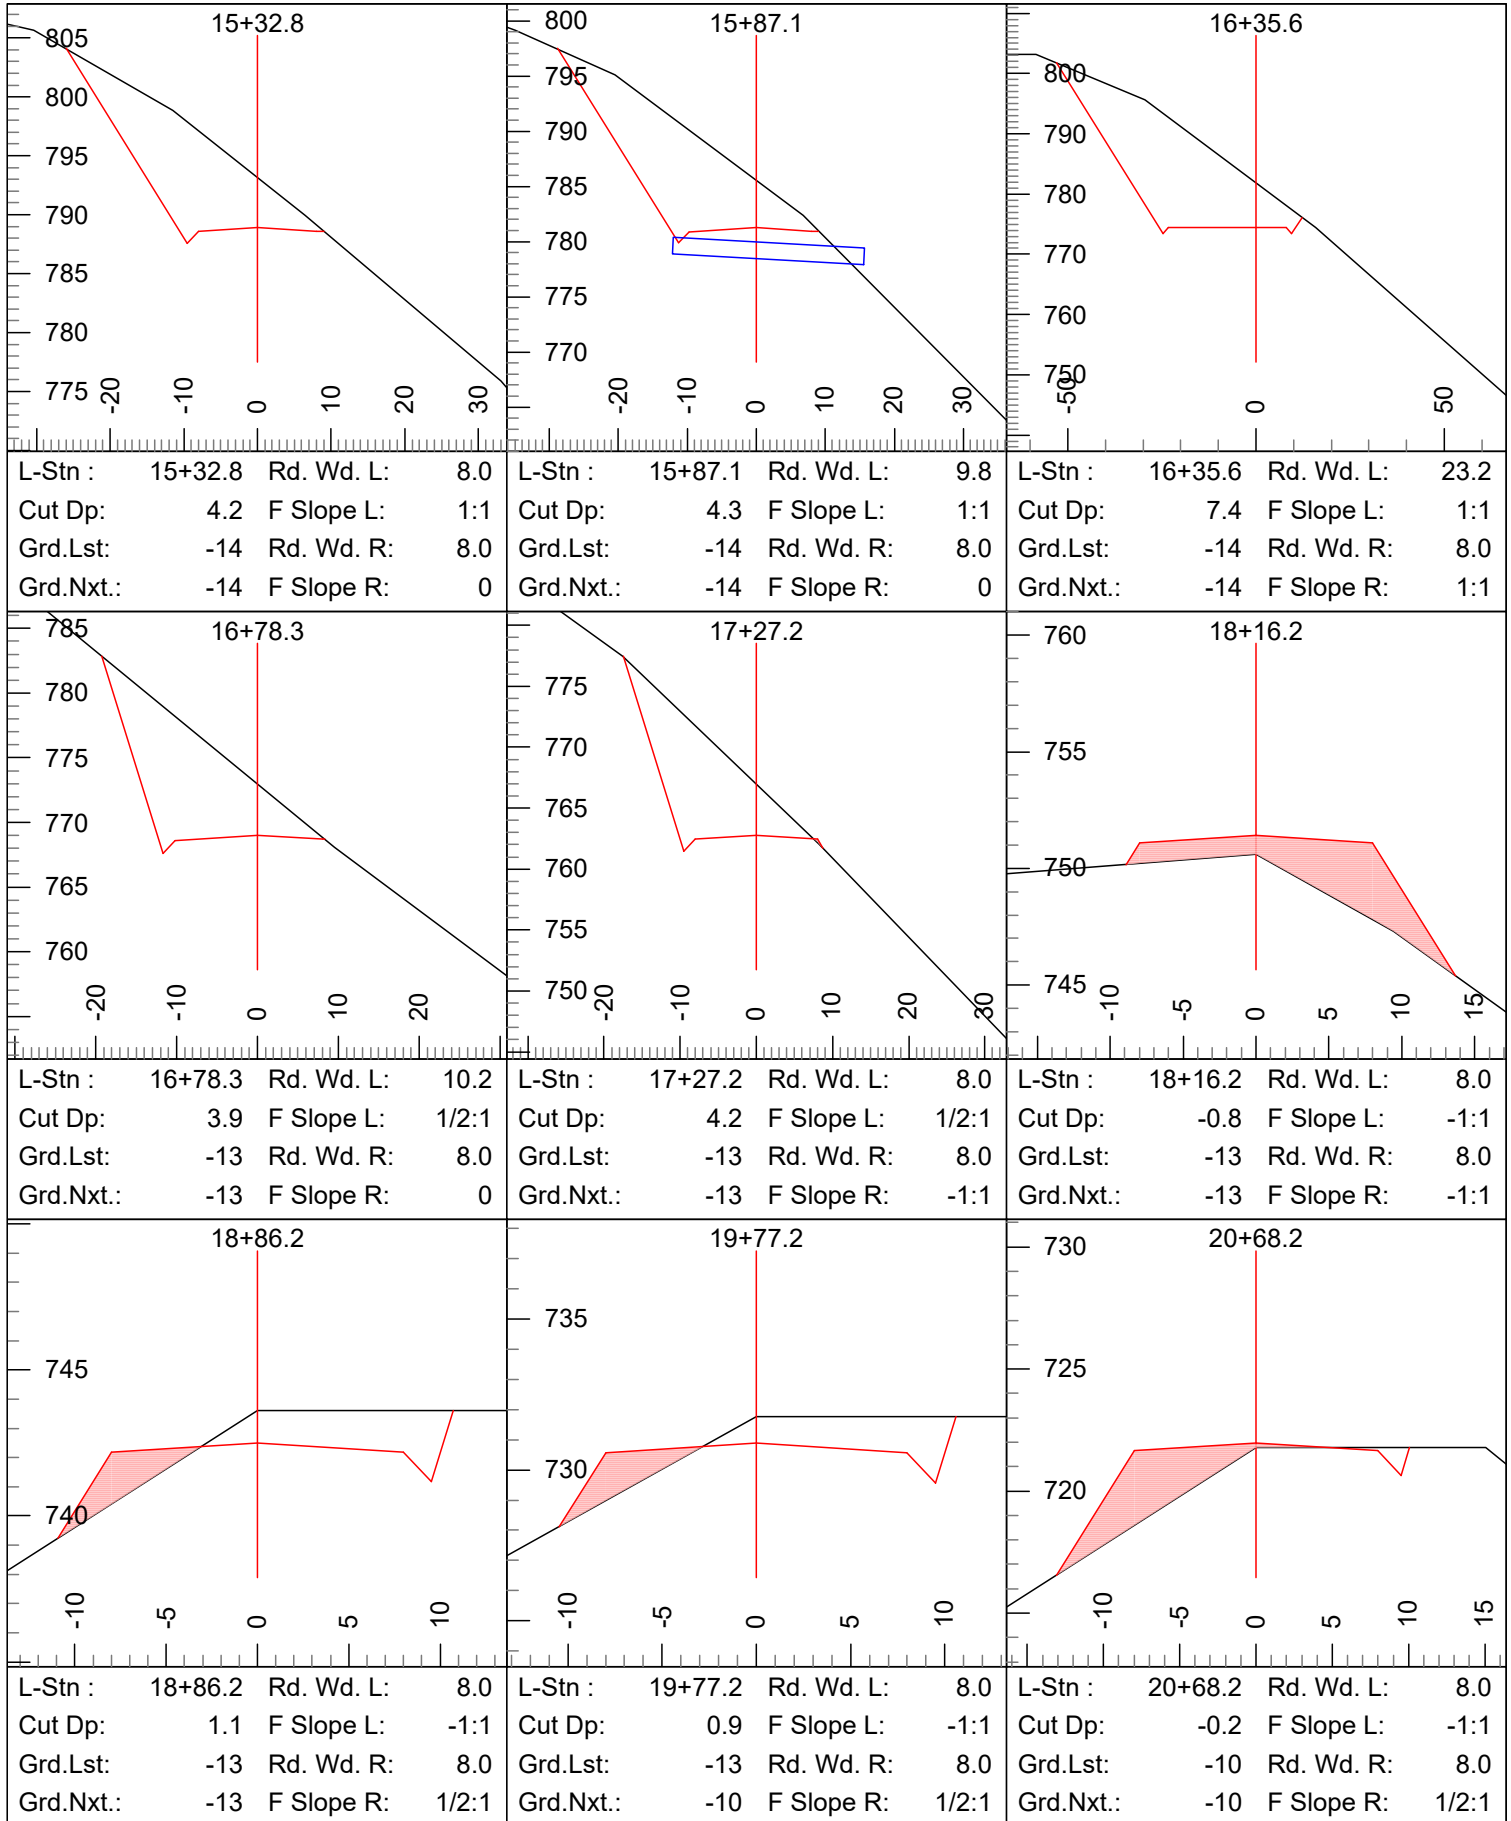 15+32.8
805
800
795
790
785
780
775
-20 -10 0 10 20 30
L-Stn : 15+32.8 Rd. Wd. L: 8.0
Cut Dp: 4.2 F Slope L: 1:1
Grd.Lst: -14 Rd. Wd. R: 8.0
Grd.Nxt.: -14 F Slope R: 0
15+87.1
800
795
790
785
780
775
770
-20 -10 0 10 20 30
L-Stn : 15+87.1 Rd. Wd. L: 9.8
Cut Dp: 4.3 F Slope L: 1:1
Grd.Lst: -14 Rd. Wd. R: 8.0
Grd.Nxt.: -14 F Slope R: 0
16+35.6
800
790
780
770
760
750
-50 0 50
L-Stn : 16+35.6 Rd. Wd. L: 23.2
Cut Dp: 7.4 F Slope L: 1:1
Grd.Lst: -14 Rd. Wd. R: 8.0
Grd.Nxt.: -14 F Slope R: 1:1
16+78.3
785
780
775
770
765
760
-20 -10 0 10 20
L-Stn : 16+78.3 Rd. Wd. L: 10.2
Cut Dp: 3.9 F Slope L: 1/2:1
Grd.Lst: -13 Rd. Wd. R: 8.0
Grd.Nxt.: -13 F Slope R: 0
17+27.2
775
770
765
760
755
750
-20 -10 0 10 20 30
L-Stn : 17+27.2 Rd. Wd. L: 8.0
Cut Dp: 4.2 F Slope L: 1/2:1
Grd.Lst: -13 Rd. Wd. R: 8.0
Grd.Nxt.: -13 F Slope R: -1:1
18+16.2
760
755
750
745
-10 -5 0 5 10 15
L-Stn : 18+16.2 Rd. Wd. L: 8.0
Cut Dp: -0.8 F Slope L: -1:1
Grd.Lst: -13 Rd. Wd. R: 8.0
Grd.Nxt.: -13 F Slope R: -1:1
18+86.2
745
740
-10 -5 0 5 10
L-Stn : 18+86.2 Rd. Wd. L: 8.0
Cut Dp: 1.1 F Slope L: -1:1
Grd.Lst: -13 Rd. Wd. R: 8.0
Grd.Nxt.: -13 F Slope R: 1/2:1
19+77.2
735
730
-10 -5 0 5 10
L-Stn : 19+77.2 Rd. Wd. L: 8.0
Cut Dp: 0.9 F Slope L: -1:1
Grd.Lst: -13 Rd. Wd. R: 8.0
Grd.Nxt.: -10 F Slope R: 1/2:1
20+68.2
730
725
720
-10 -5 0 5 10 15
L-Stn : 20+68.2 Rd. Wd. L: 8.0
Cut Dp: -0.2 F Slope L: -1:1
Grd.Lst: -10 Rd. Wd. R: 8.0
Grd.Nxt.: -10 F Slope R: 1/2:1